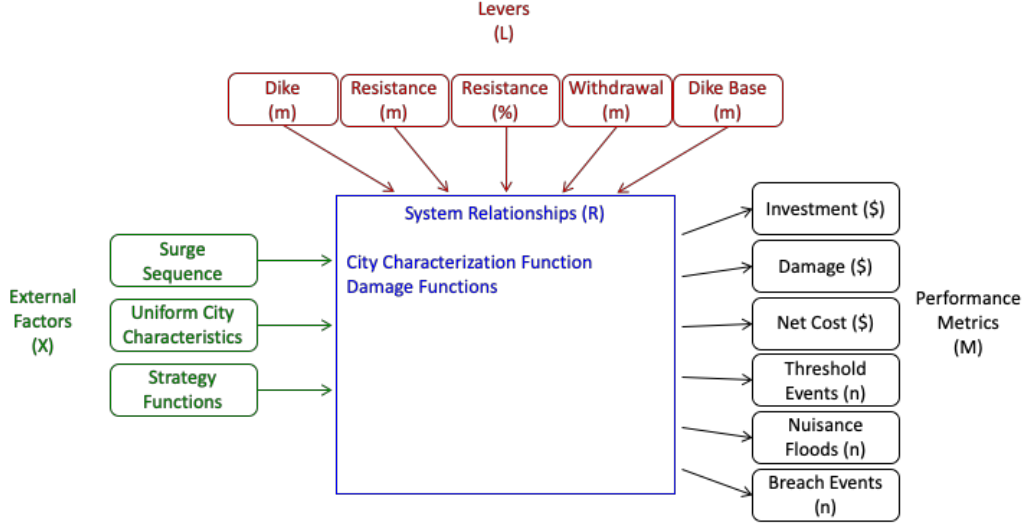 Levers
(L)
Dike
(m)
Resistance
(m)
Resistance
(%)
Withdrawal
(m)
Dike Base
(m)
System Relationships (R)
City Characterization Function
Damage Functions
External
Factors
(X)
Surge
Sequence
Uniform City
Characteristics
Strategy
Functions
Investment ($)
Damage ($)
Net Cost ($)
Threshold
Events (n)
Nuisance
Floods (n)
Breach Events
(n)
Performance
Metrics
(M)